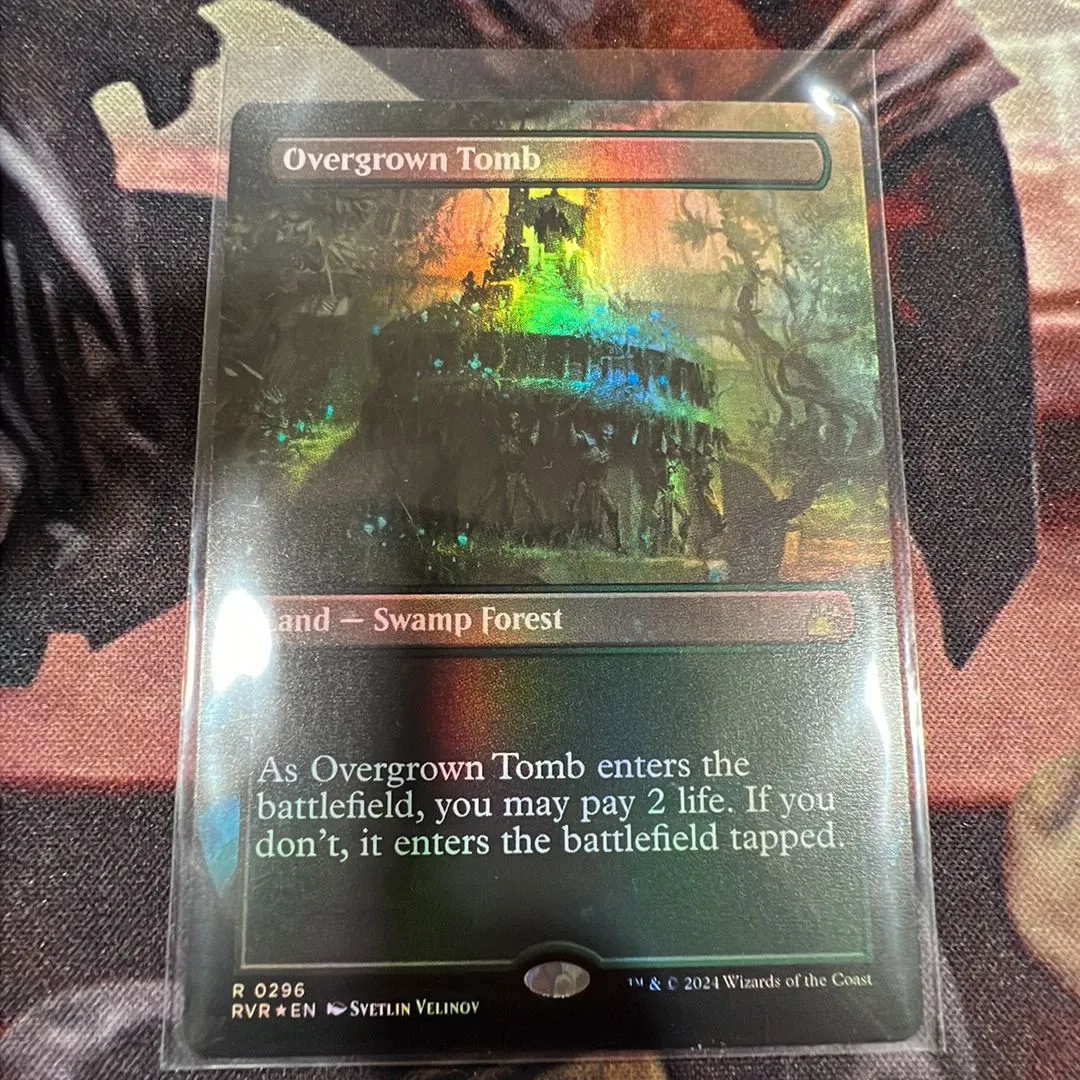 Overgrown Tomb
Land — Swamp Forest
As Overgrown Tomb enters the
battlefield, you may pay 2 life. If you
don't, it enters the battlefield tapped.
R 0296
RVR★EN SVETLIN VELINOV
™ & © 2024 Wizards of the Coast